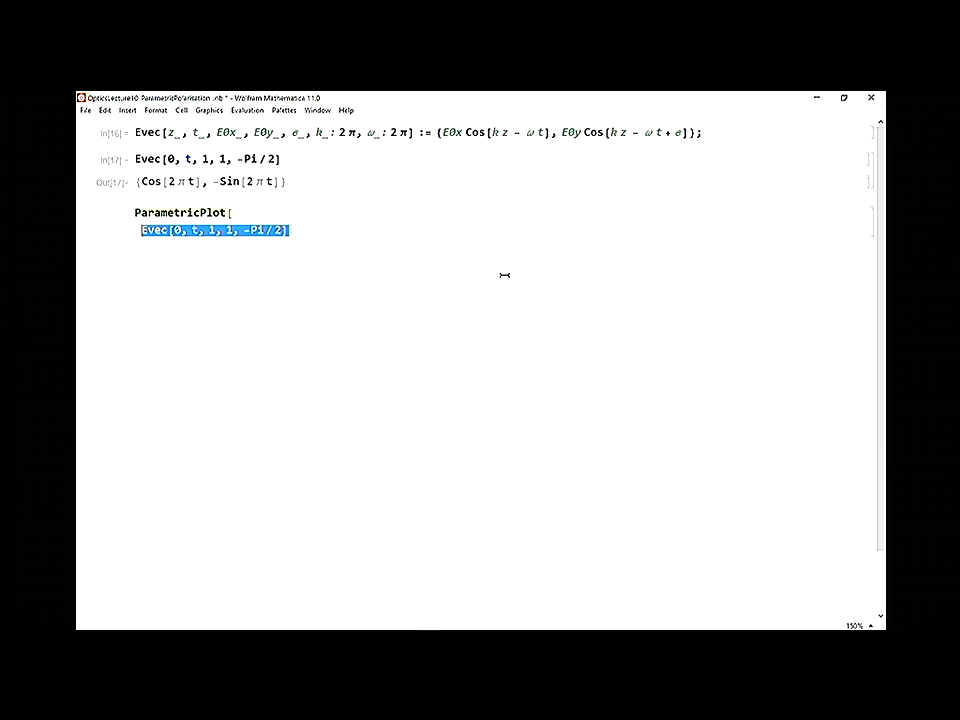 OpticsLecture10 ParametricPolarisation .nb * - Wolfram Mathematica 11.0
File Edit Insert Format Cell Graphics Evaluation Palettes Window Help
In[16]:= Evec[z_, t_, E0x_, E0y_, e_, k_: 2 π, ω_: 2 π] := {E0x Cos[k z - ω t], E0y Cos[k z - ω t + e]};
In[17]:= Evec[0, t, 1, 1, -Pi / 2]
Out[17]= {Cos[2 π t], -Sin[2 π t]}
ParametricPlot[
Evec[0, t, 1, 1, -Pi / 2]
150%